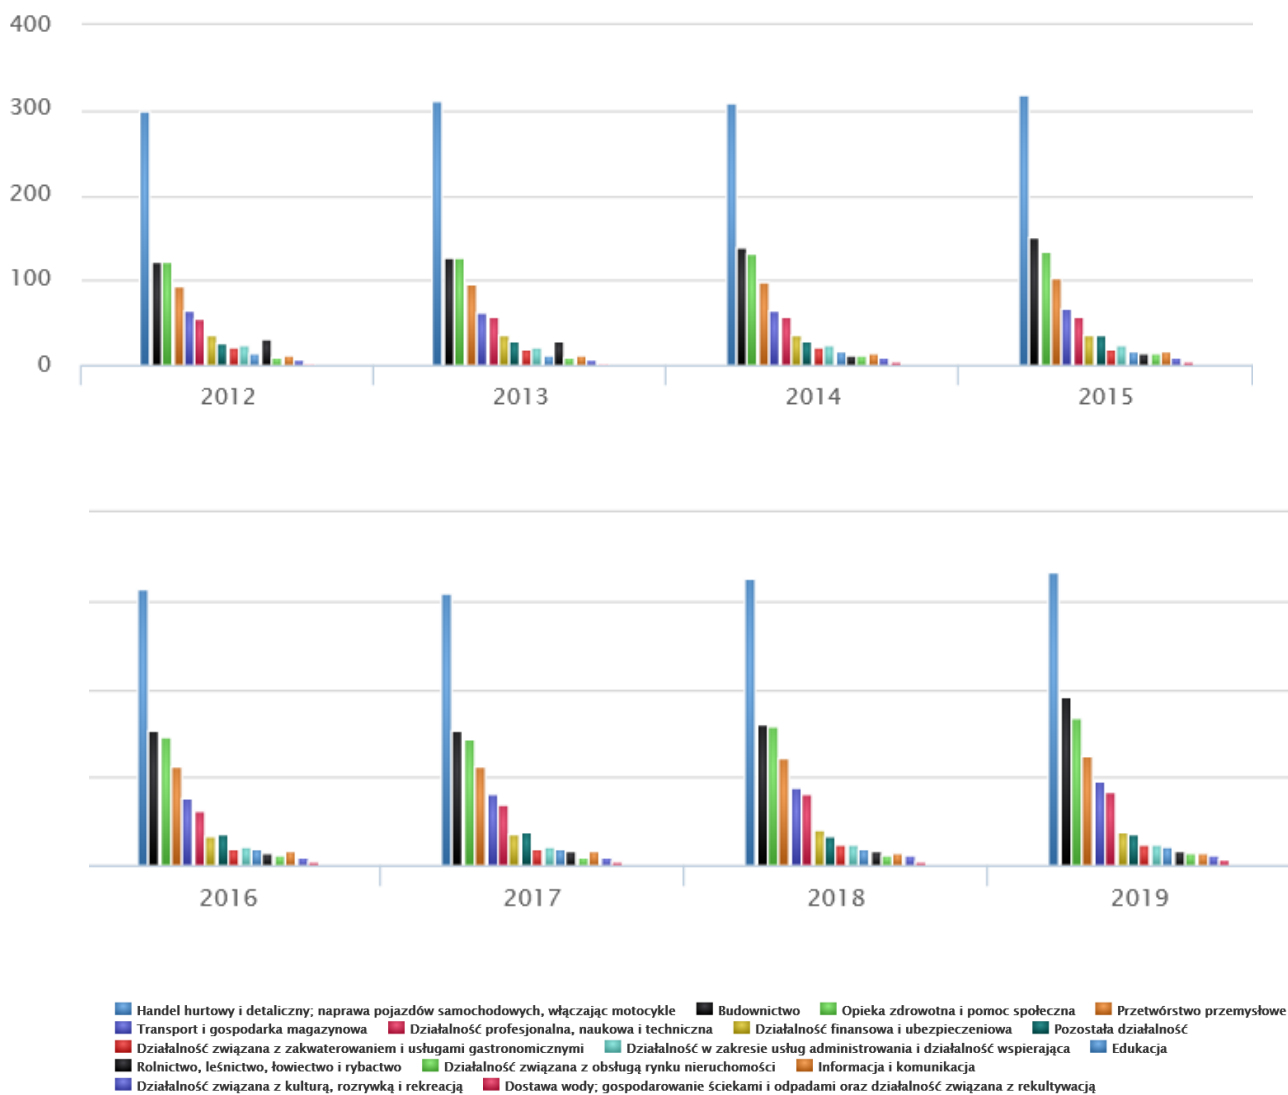 400
300
200
100
0
2012 2013 2014 2015
2016 2017 2018 2019
Handel hurtowy i detaliczny; naprawa pojazdów samochodowych, włączając motocykle Budownictwo Opieka zdrowotna i pomoc społeczna Przetwórstwo przemysłowe
Transport i gospodarka magazynowa Działalność profesjonalna, naukowa i techniczna Działalność finansowa i ubezpieczeniowa Pozostała działalność
Działalność związana z zakwaterowaniem i usługami gastronomicznymi Działalność w zakresie usług administrowania i działalność wspierająca Edukacja
Rolnictwo, leśnictwo, łowiectwo i rybactwo Działalność związana z obsługą rynku nieruchomości Informacja i komunikacja
Działalność związana z kulturą, rozrywką i rekreacją Dostawa wody; gospodarowanie ściekami i odpadami oraz działalność związana z rekultywacją